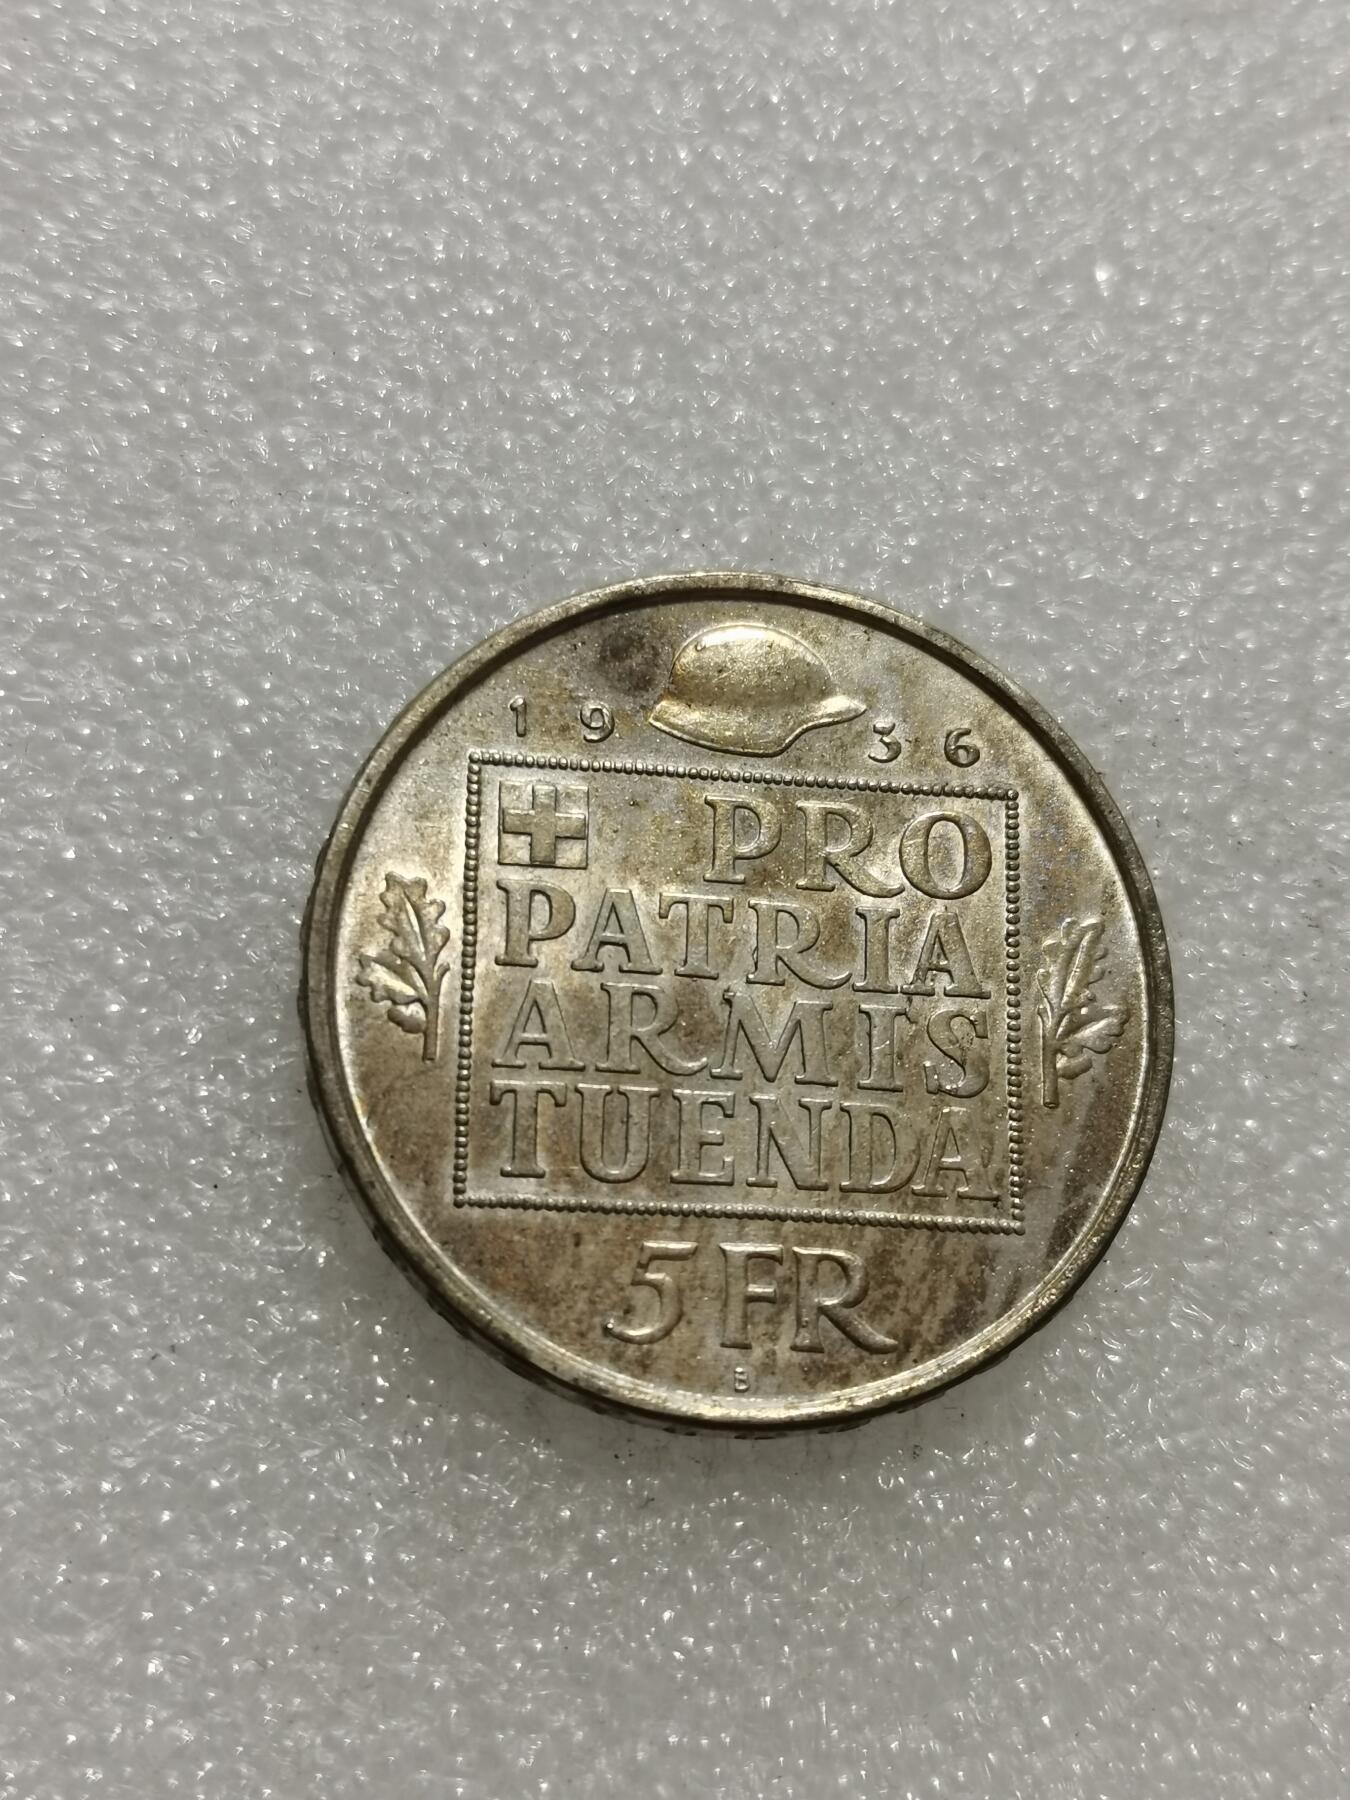 1936
PRO
PATRIA
ARMIS
TUENDA
5 FR
B